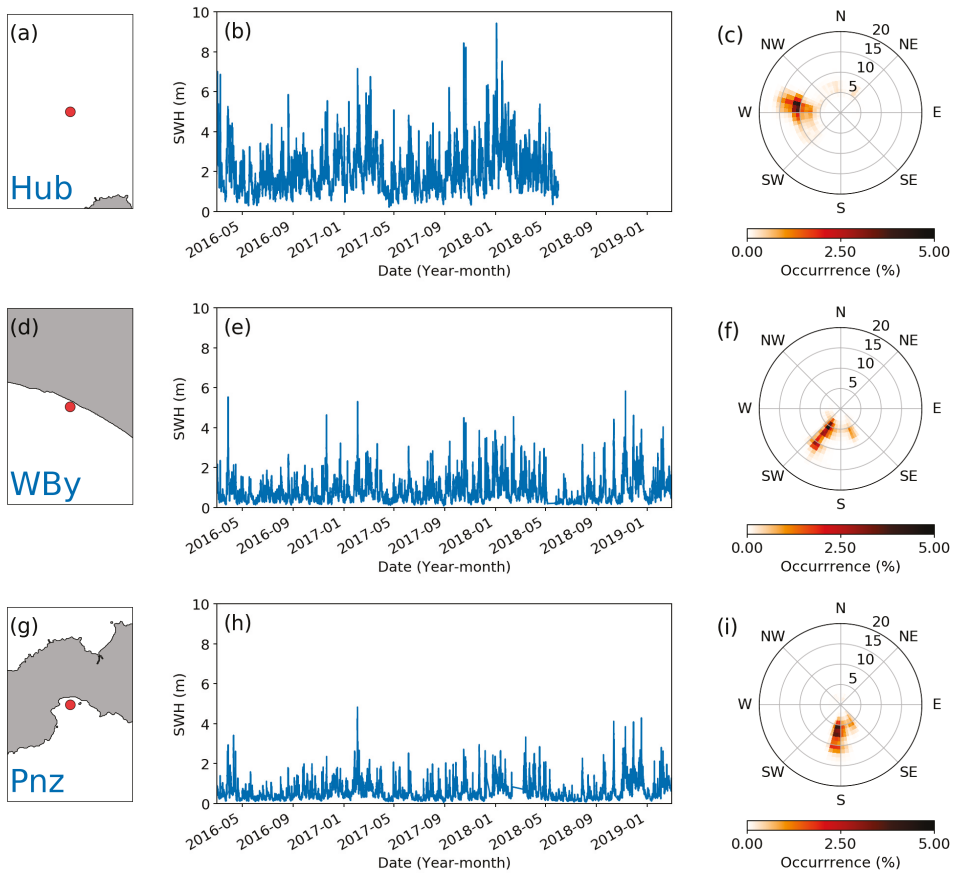 (a)
Hub
(b)
10
8
6
4
2
0
SWH (m)
2016-05
2016-09
2017-01
2017-05
2017-09
2018-01
2018-05
2018-09
2019-01
Date (Year-month)
(c)
N
NE
E
SE
S
SW
W
NW
20
15
10
5
0.00
2.50
5.00
Occurrrence (%)
(d)
WBy
(e)
10
8
6
4
2
0
SWH (m)
2016-05
2016-09
2017-01
2017-05
2017-09
2018-01
2018-05
2018-09
2019-01
Date (Year-month)
(f)
N
NE
E
SE
S
SW
W
NW
20
15
10
5
0.00
2.50
5.00
Occurrrence (%)
(g)
Pnz
(h)
10
8
6
4
2
0
SWH (m)
2016-05
2016-09
2017-01
2017-05
2017-09
2018-01
2018-05
2018-09
2019-01
Date (Year-month)
(i)
N
NE
E
SE
S
SW
W
NW
20
15
10
5
0.00
2.50
5.00
Occurrrence (%)